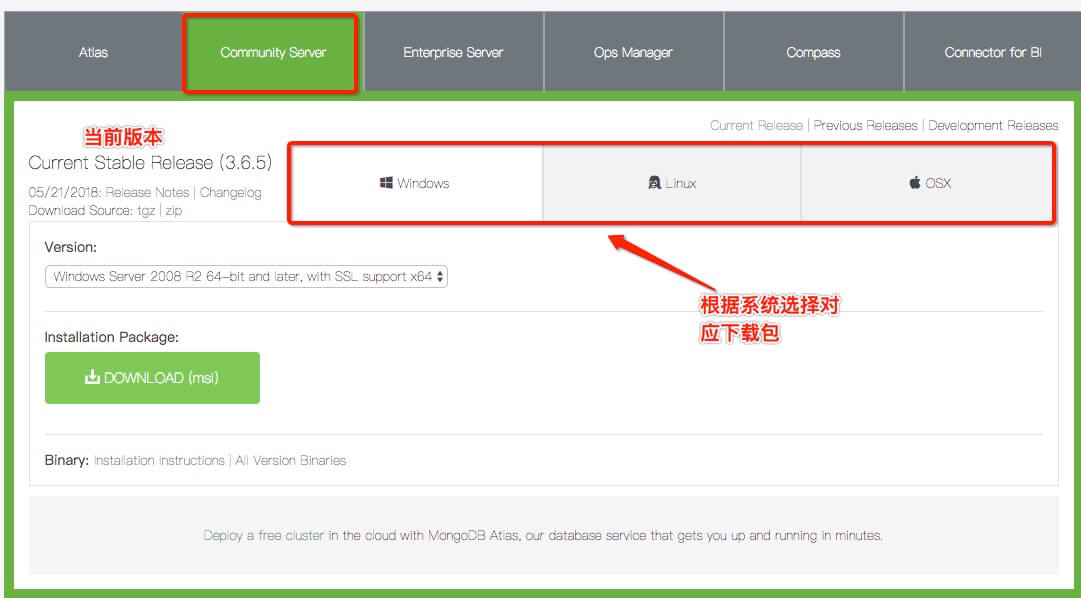 Atlas
Community Server
Enterprise Server
Ops Manager
Compass
Connector for BI
Current Release | Previous Releases | Development Releases
当前版本
Current Stable Release (3.6.5)
05/21/2018: Release Notes | Changelog
Download Source: tgz | zip
Windows
Linux
OSX
Version:
Windows Server 2008 R2 64-bit and later, with SSL support x64
根据系统选择对
应下载包
Installation Package:
DOWNLOAD (msi)
Binary: Installation Instructions | All Version Binaries
Deploy a free cluster in the cloud with MongoDB Atlas, our database service that gets you up and running in minutes.